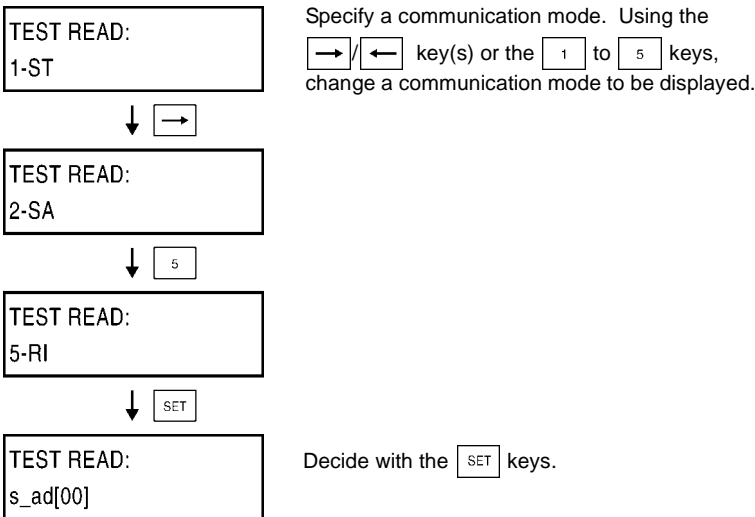 TEST READ:
1-ST
Specify a communication mode. Using the
→ / ← key(s) or the 1 to 5 keys,
change a communication mode to be displayed.
↓ →
TEST READ:
2-SA
↓ 5
TEST READ:
5-RI
↓ SET
TEST READ:
s_ad[00]
Decide with the SET keys.